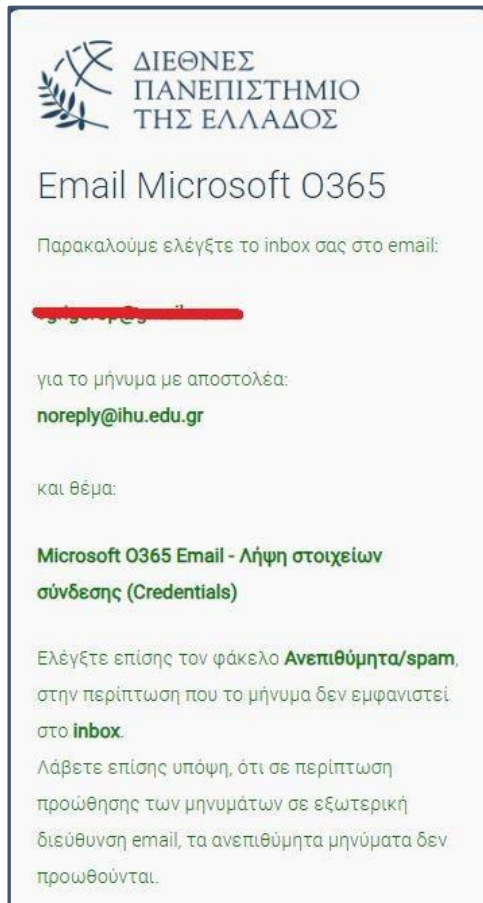 ΔΙΕΘΝΕΣ
ΠΑΝΕΠΙΣΤΗΜΙΟ
ΤΗΣ ΕΛΛΑΔΟΣ
Email Microsoft O365
Παρακαλούμε ελέγξτε το inbox σας στο email:
για το μήνυμα με αποστολέα:
noreply@ihu.edu.gr
και θέμα:
Microsoft O365 Email - Λήψη στοιχείων
σύνδεσης (Credentials)
Ελέγξτε επίσης τον φάκελο Ανεπιθύμητα/spam,
στην περίπτωση που το μήνυμα δεν εμφανιστεί
στο inbox.
Λάβετε επίσης υπόψη, ότι σε περίπτωση
προώθησης των μηνυμάτων σε εξωτερική
διεύθυνση email, τα ανεπιθύμητα μηνύματα δεν
προωθούνται.